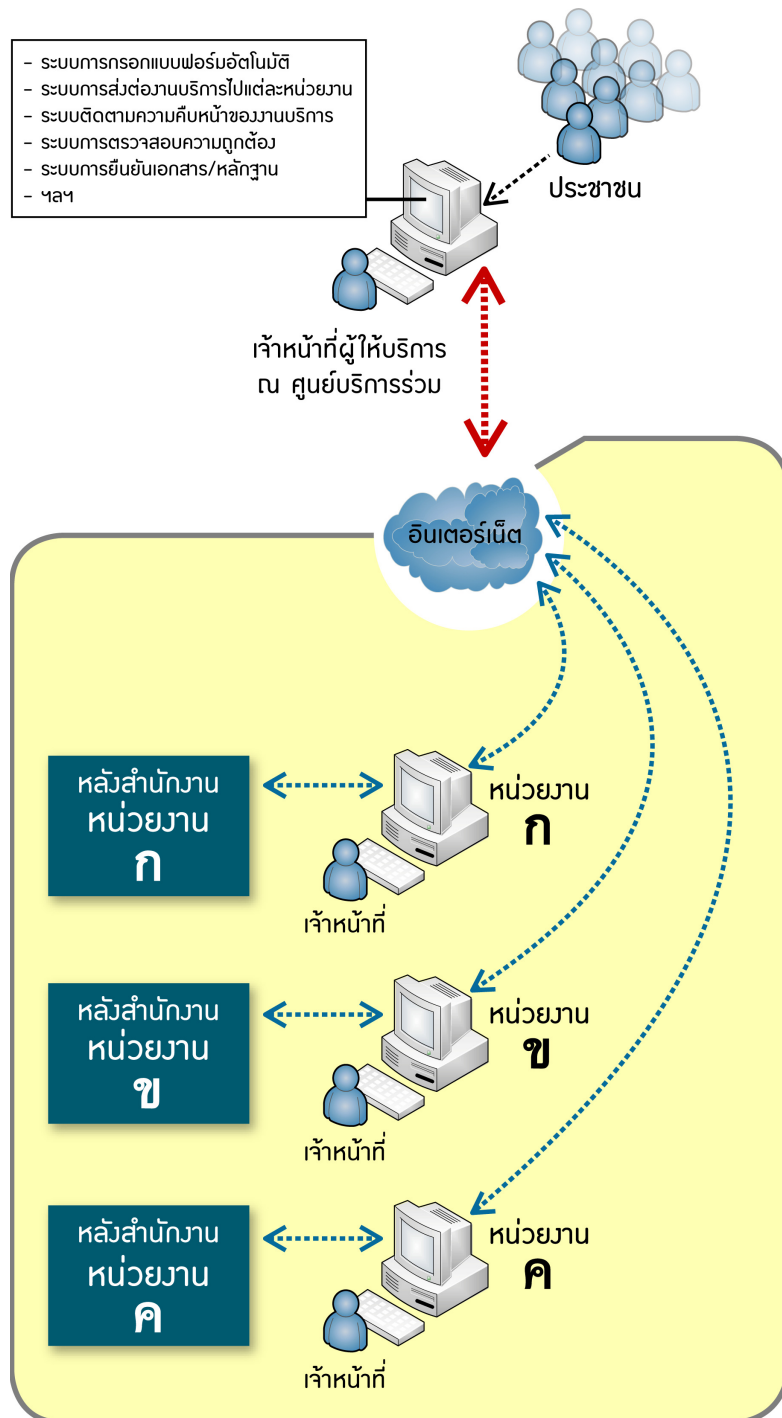 - ระบบการกรอกแบบฟอร์มอัตโนมัติ
- ระบบการส่งต่องานบริการไปแต่ละหน่วยงาน
- ระบบติดตามความคืบหน้าของงานบริการ
- ระบบการตรวจสอบความถูกต้อง
- ระบบการยืนยันเอกสาร/หลักฐาน
- ฯลฯ
ประชาชน
เจ้าหน้าที่ผู้ให้บริการ
ณ ศูนย์บริการร่วม
อินเตอร์เน็ต
หลังสำนักงาน
หน่วยงาน
ก
หน่วยงาน
ก
เจ้าหน้าที่
หลังสำนักงาน
หน่วยงาน
ข
หน่วยงาน
ข
เจ้าหน้าที่
หลังสำนักงาน
หน่วยงาน
ค
หน่วยงาน
ค
เจ้าหน้าที่